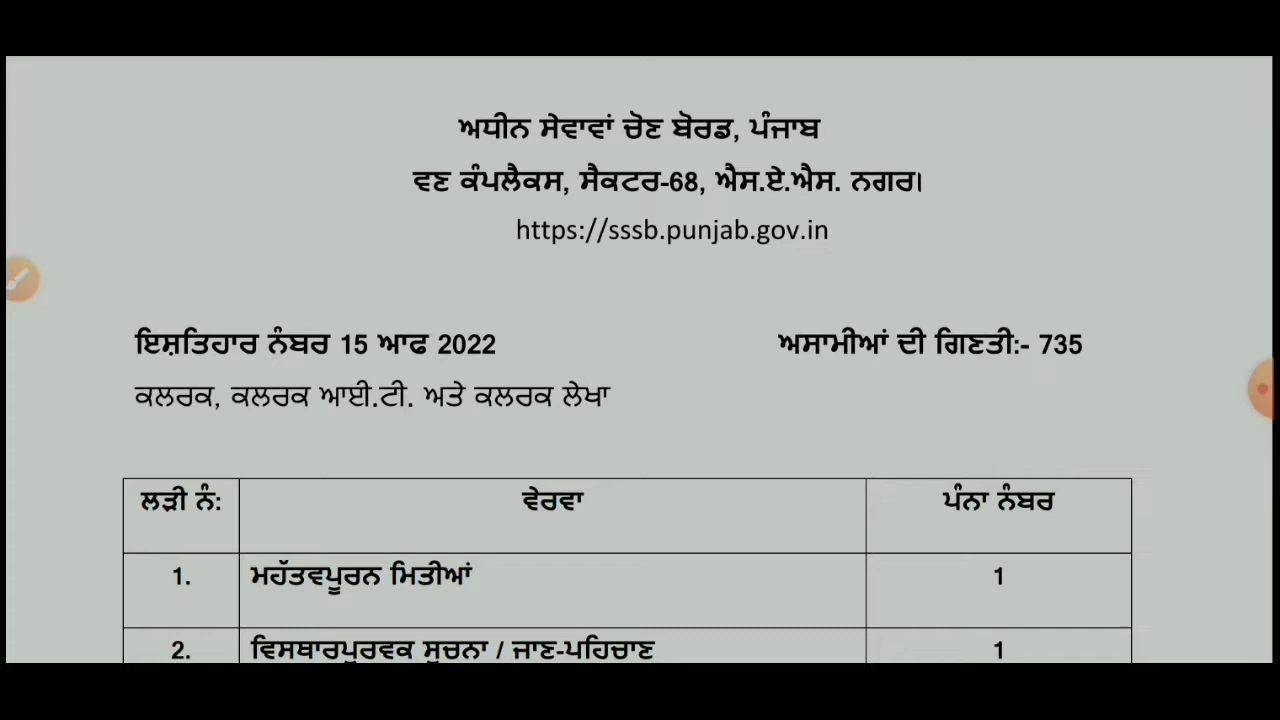 ਅਧੀਨ ਸੇਵਾਵਾਂ ਚੋਣ ਬੋਰਡ, ਪੰਜਾਬ
ਵਣ ਕੰਪਲੈਕਸ, ਸੈਕਟਰ-68, ਐਸ.ਏ.ਐਸ. ਨਗਰ।
https://sssb.punjab.gov.in
ਇਸ਼ਤਿਹਾਰ ਨੰਬਰ 15 ਆਫ 2022 ਅਸਾਮੀਆਂ ਦੀ ਗਿਣਤੀ:- 735
ਕਲਰਕ, ਕਲਰਕ ਆਈ.ਟੀ. ਅਤੇ ਕਲਰਕ ਲੇਖਾ
ਲੜੀ ਨੰ: ਵੇਰਵਾ ਪੰਨਾ ਨੰਬਰ
1. ਮਹੱਤਵਪੂਰਨ ਮਿਤੀਆਂ 1
2. ਵਿਸਥਾਰਪੂਰਵਕ ਸੂਚਨਾ / ਜਾਣ-ਪਹਿਚਾਣ 1